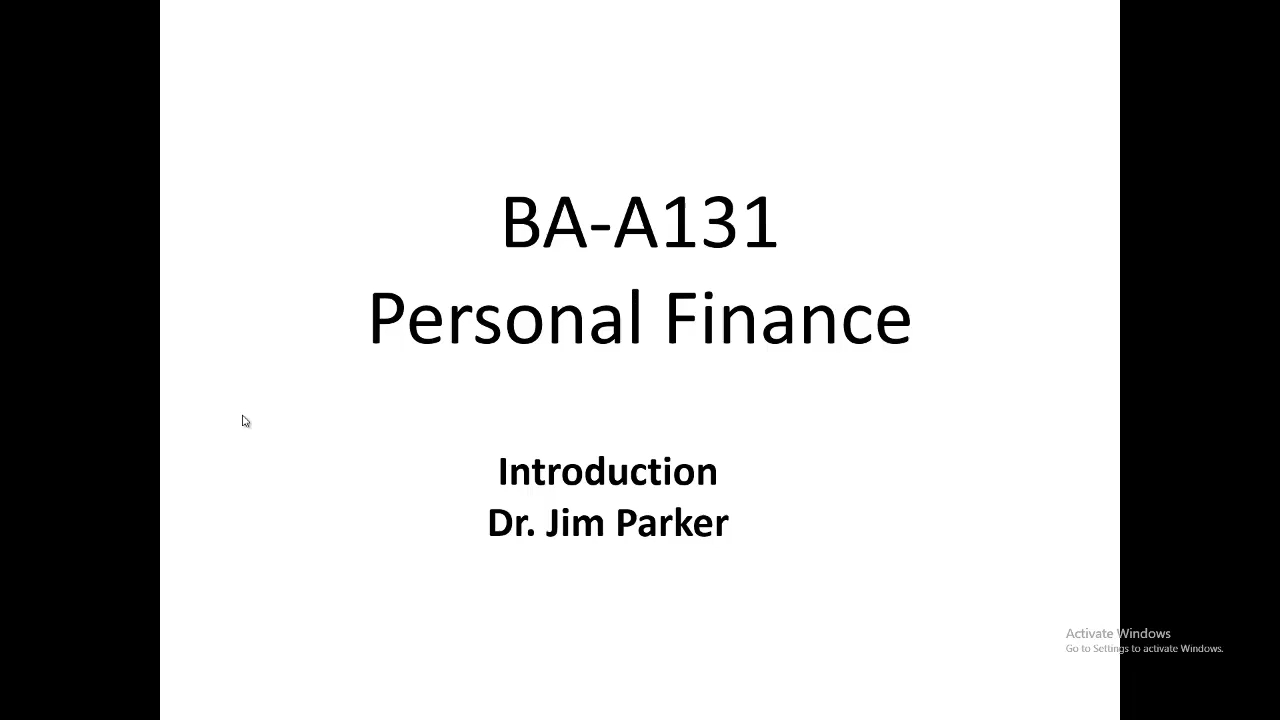 BA-A131
Personal Finance
Introduction
Dr. Jim Parker
Activate Windows
Go to Settings to activate Windows.